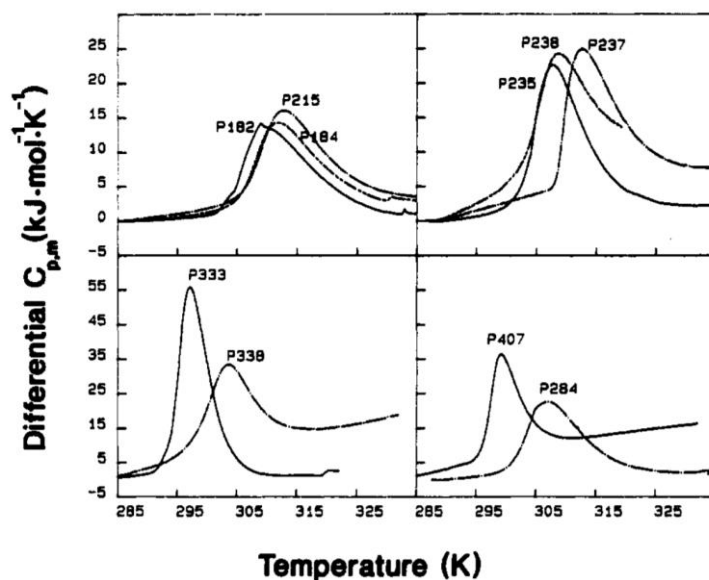 Differential C p,m (kJ·mol⁻¹·K⁻¹)
25
20
15
10
5
0
-5
P182
P215
P184
P235
P238
P237
55
45
35
25
15
5
-5
P333
P338
P407
P284
285 295 305 315 325 285 295 305 315 325
Temperature (K)